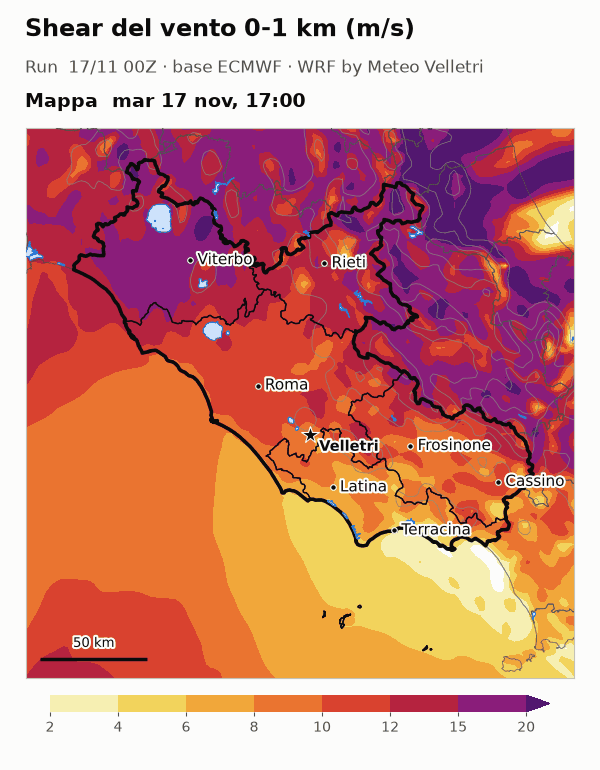 Shear del vento 0-1 km (m/s)
Run  17/11 00Z · base ECMWF · WRF by Meteo Velletri
Mappa  mar 17 nov, 17:00
Viterbo
Rieti
Roma
Velletri
Frosinone
Cassino
Latina
Terracina
50 km
2 4 6 8 10 12 15 20